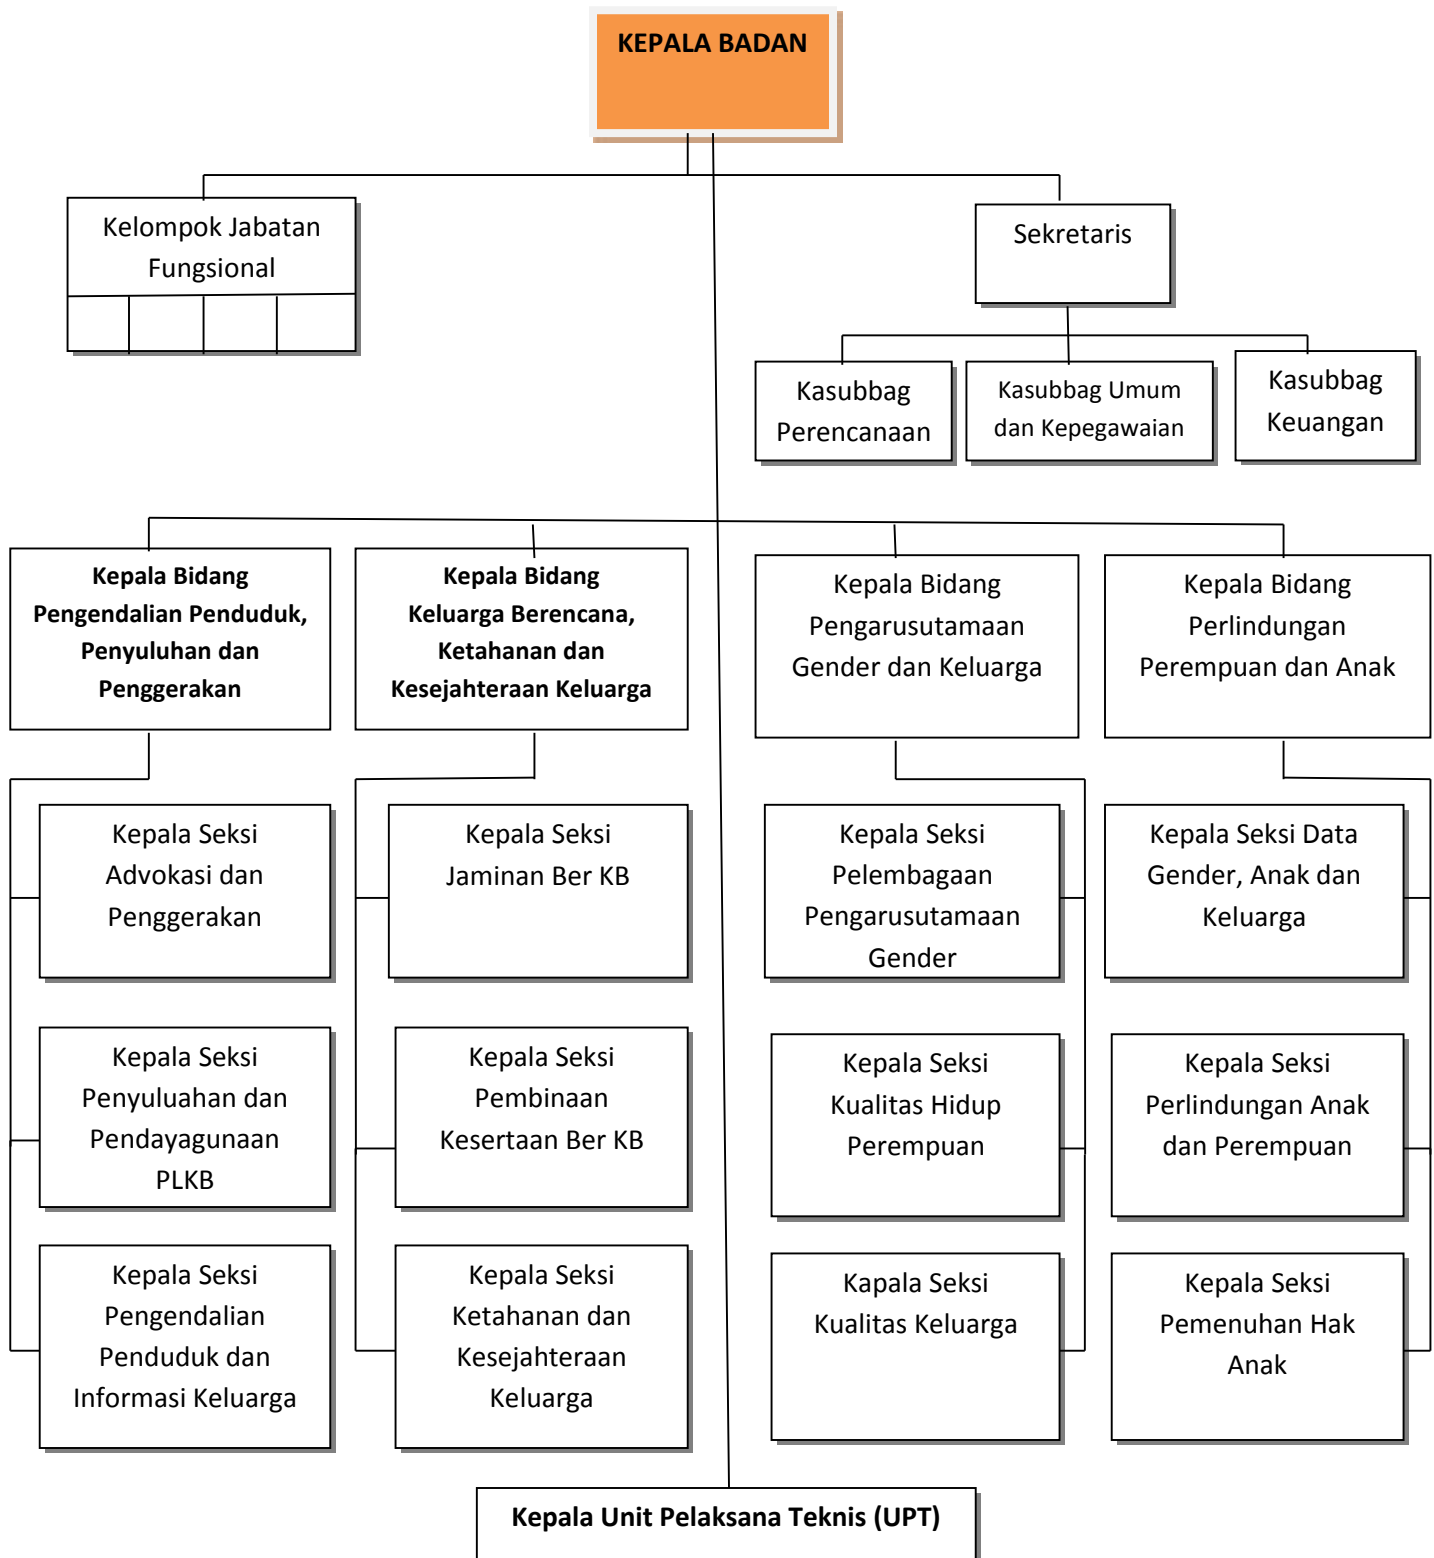 KEPALA BADAN
Kelompok Jabatan
Fungsional
Sekretaris
Kasubbag
Perencanaan
Kasubbag Umum
dan Kepegawaian
Kasubbag
Keuangan
Kepala Bidang
Pengendalian Penduduk,
Penyuluhan dan
Penggerakan
Kepala Bidang
Keluarga Berencana,
Ketahanan dan
Kesejahteraan Keluarga
Kepala Bidang
Pengarusutamaan
Gender dan Keluarga
Kepala Bidang
Perlindungan
Perempuan dan Anak
Kepala Seksi
Advokasi dan
Penggerakan
Kepala Seksi
Jaminan Ber KB
Kepala Seksi
Pelembagaan
Pengarusutamaan
Gender
Kepala Seksi Data
Gender, Anak dan
Keluarga
Kepala Seksi
Penyuluahan dan
Pendayagunaan
PLKB
Kepala Seksi
Pembinaan
Kesertaan Ber KB
Kepala Seksi
Kualitas Hidup
Perempuan
Kepala Seksi
Perlindungan Anak
dan Perempuan
Kepala Seksi
Pengendalian
Penduduk dan
Informasi Keluarga
Kepala Seksi
Ketahanan dan
Kesejahteraan
Keluarga
Kapala Seksi
Kualitas Keluarga
Kepala Seksi
Pemenuhan Hak
Anak
Kepala Unit Pelaksana Teknis (UPT)